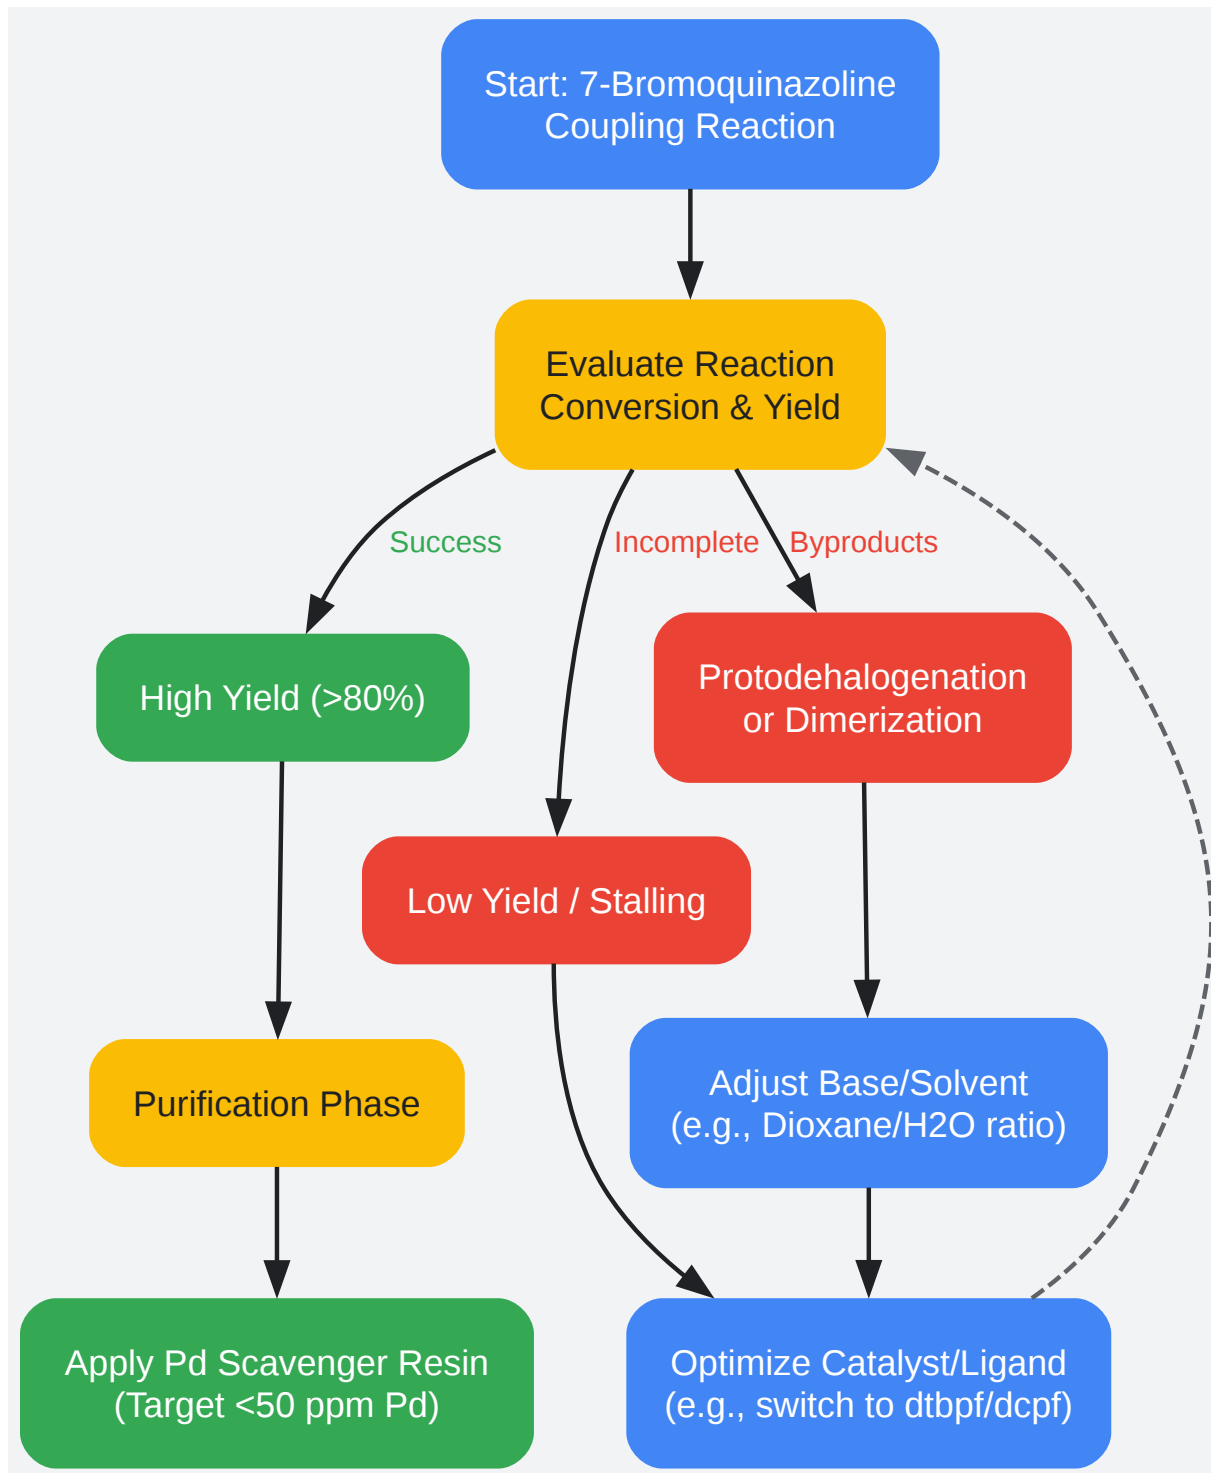 Start: 7-Bromoquinazoline
Coupling Reaction
Evaluate Reaction
Conversion & Yield
Success
Incomplete
Byproducts
High Yield (>80%)
Protodehalogenation
or Dimerization
Low Yield / Stalling
Purification Phase
Adjust Base/Solvent
(e.g., Dioxane/H2O ratio)
Apply Pd Scavenger Resin
(Target <50 ppm Pd)
Optimize Catalyst/Ligand
(e.g., switch to dtbpf/dcpf)